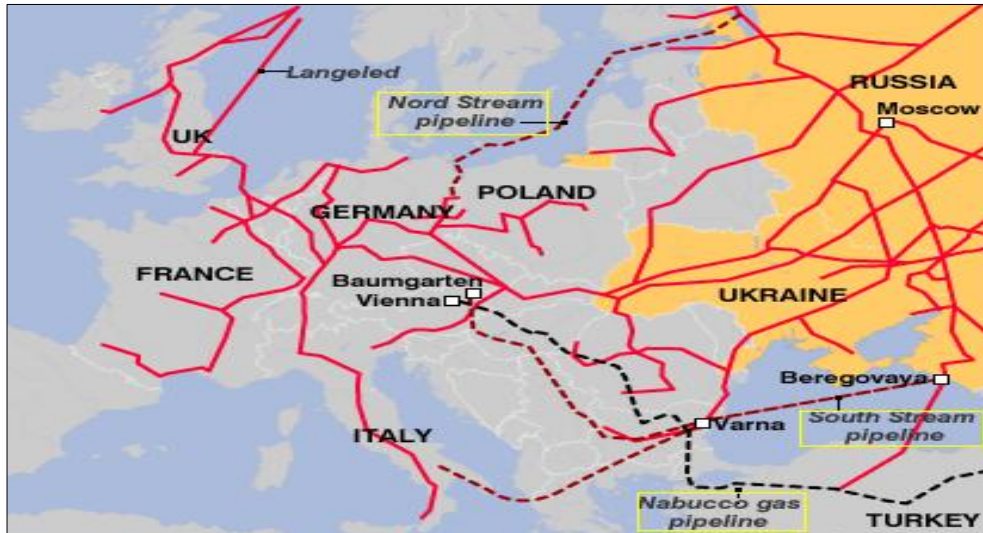 Langeled
RUSSIA
Moscow
Nord Stream
pipeline
UK
POLAND
GERMANY
FRANCE
Baumgarten
Vienna
UKRAINE
Beregovaya
South Stream
pipeline
Varna
ITALY
Nabucco gas
pipeline
TURKEY